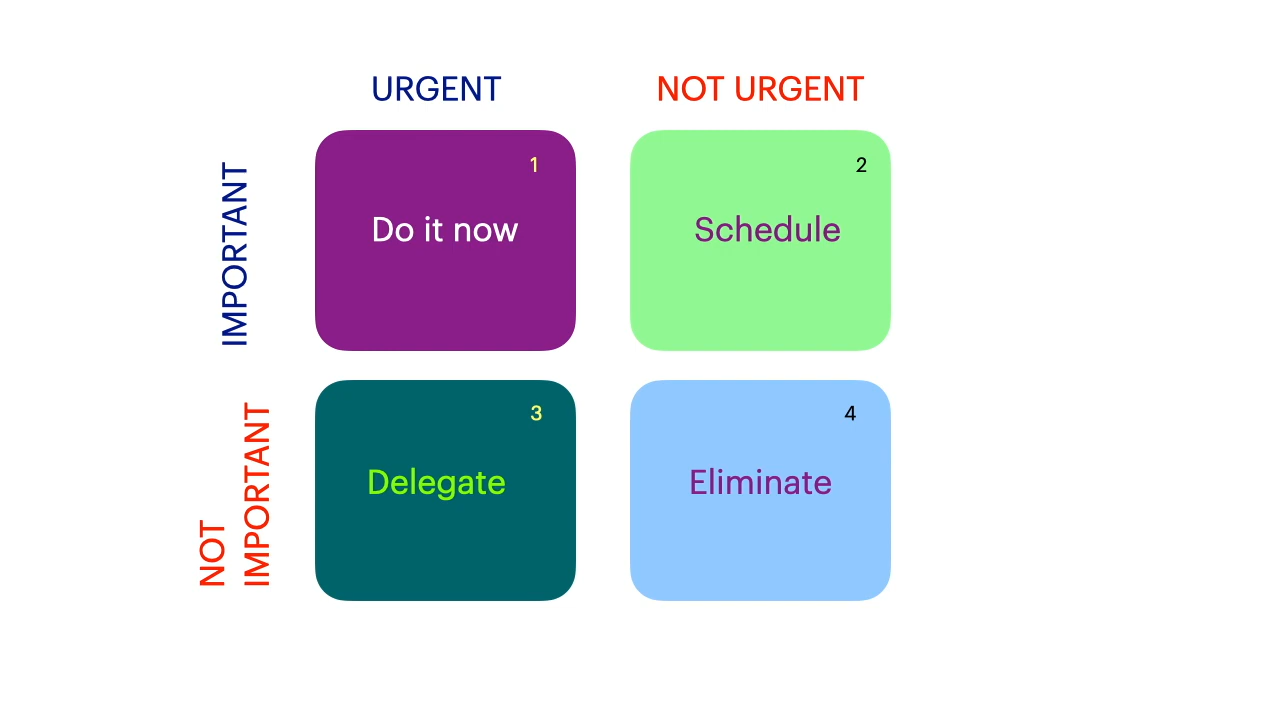 URGENT
NOT URGENT
IMPORTANT
1
Do it now
2
Schedule
NOT
IMPORTANT
3
Delegate
4
Eliminate